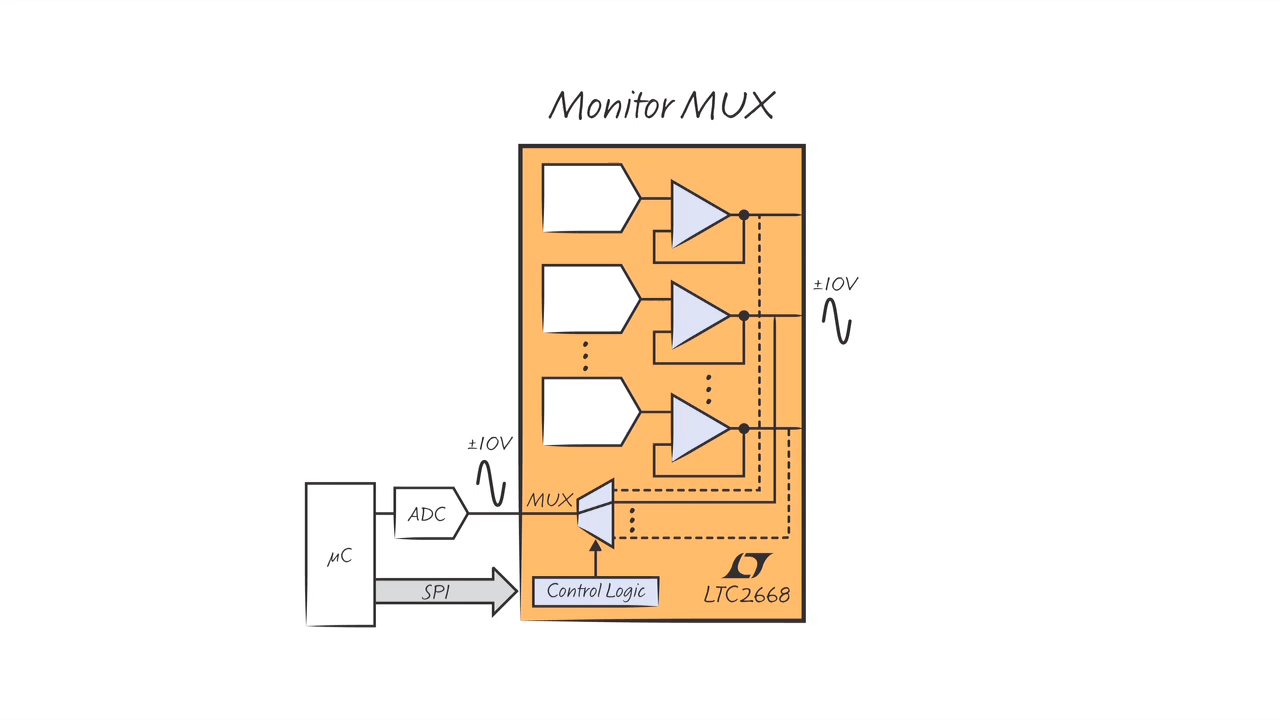 Monitor MUX
±10V
±10V
MUX
ADC
µC
SPI
Control Logic
LTC2668